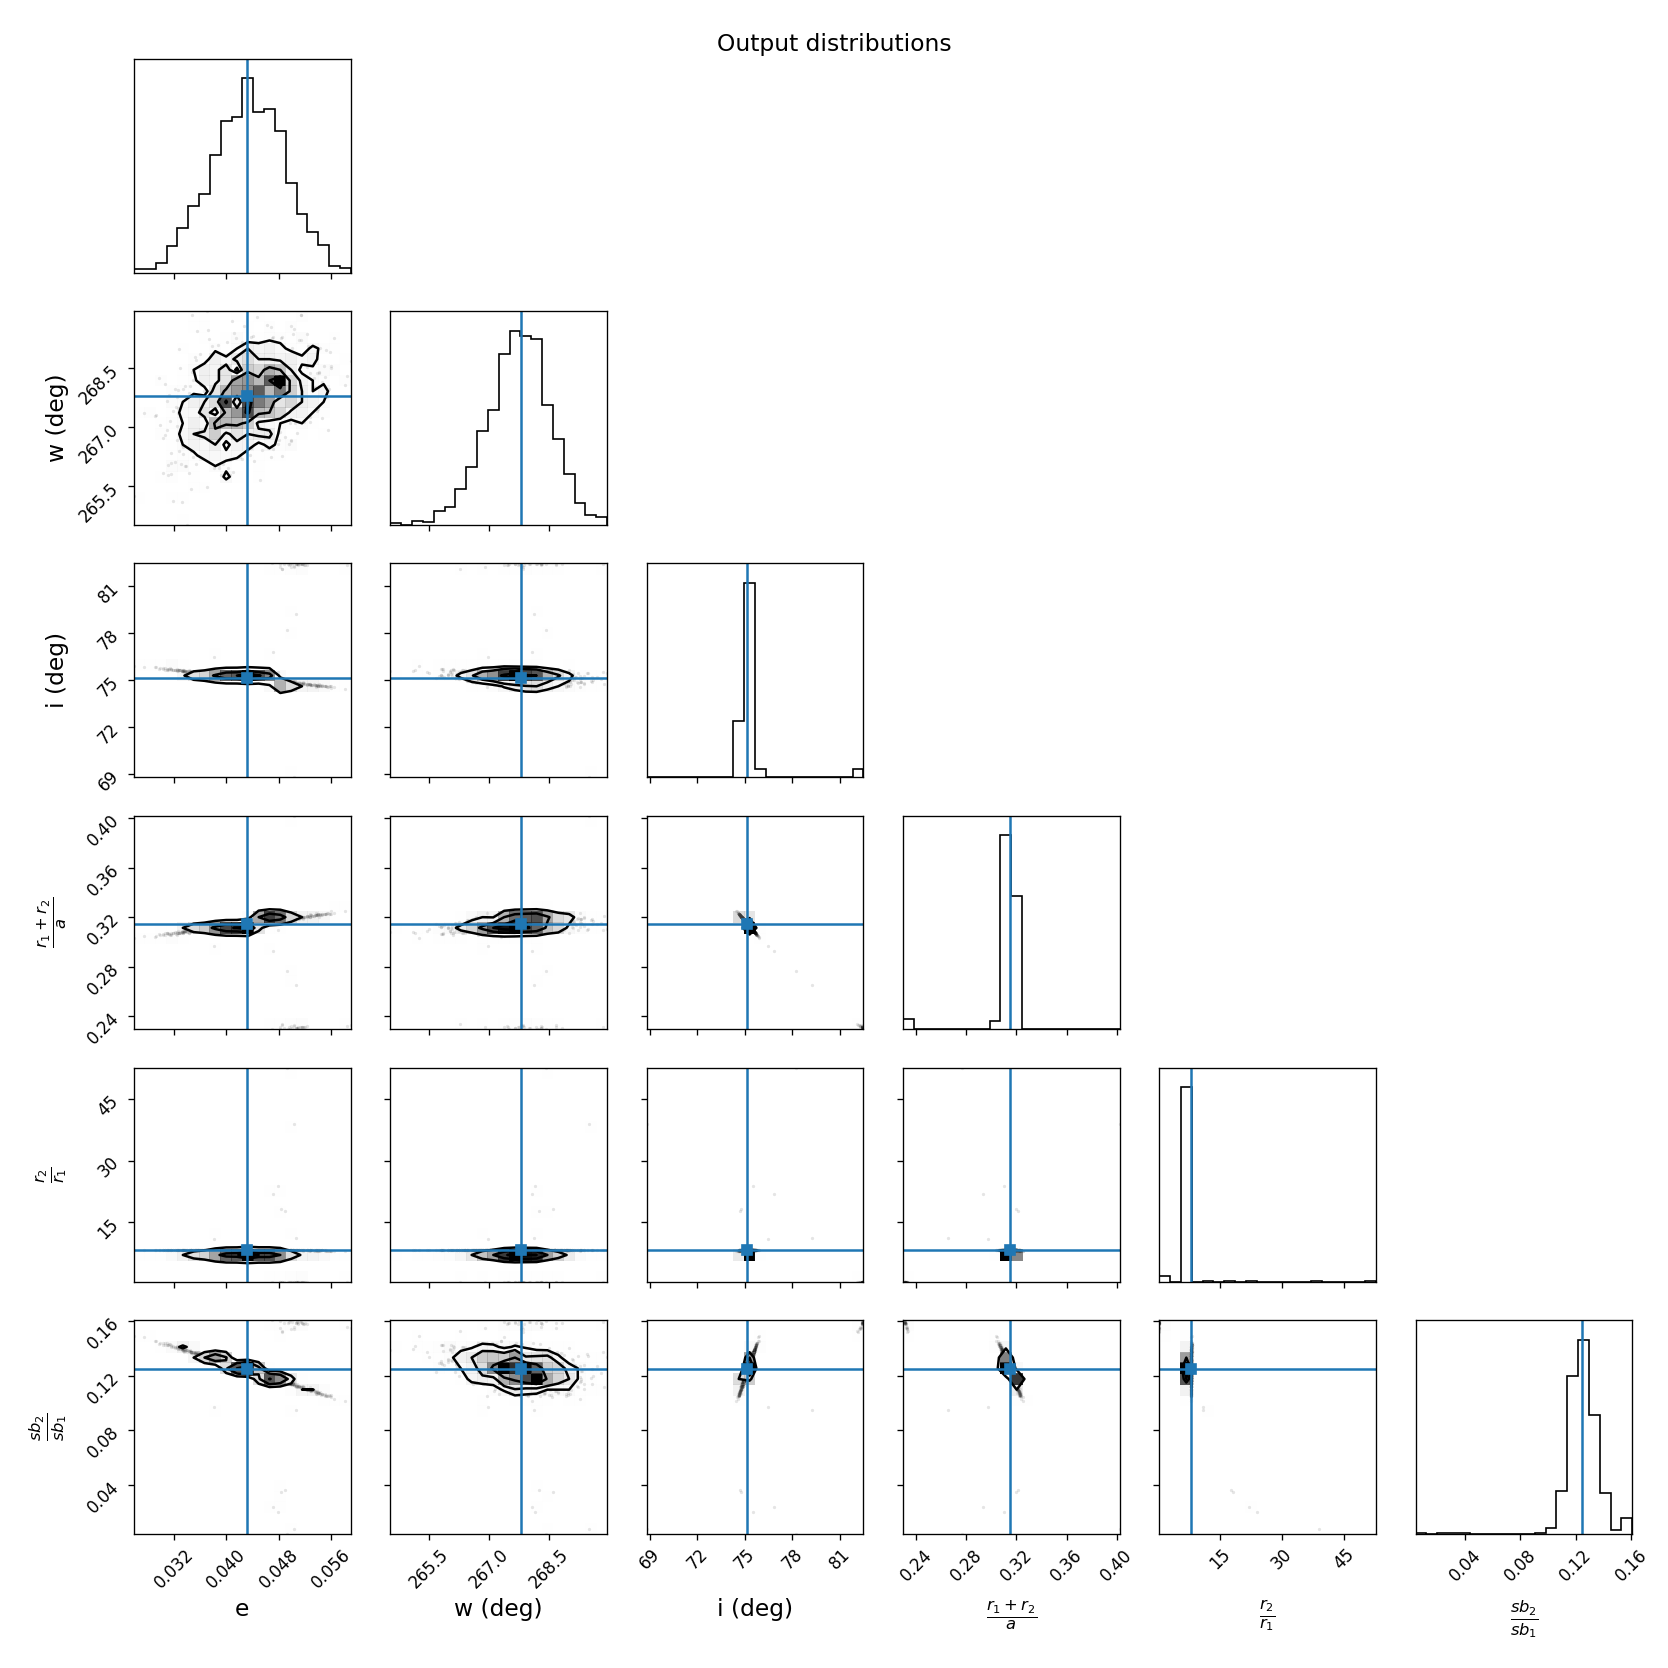 Output distributions
w (deg)
268.5
267.0
265.5
i (deg)
81
78
75
72
69
r₁ + r₂
a
0.40
0.36
0.32
0.28
0.24
r₂
r₁
45
30
15
sb₂
sb₁
0.16
0.12
0.08
0.04
0.032 0.040 0.048 0.056 265.5 267.0 268.5 69 72 75 78 81 0.24 0.28 0.32 0.36 0.40 15 30 45 0.04 0.08 0.12 0.16
e w (deg) i (deg)
r₁ + r₂
a
r₂
r₁
sb₂
sb₁